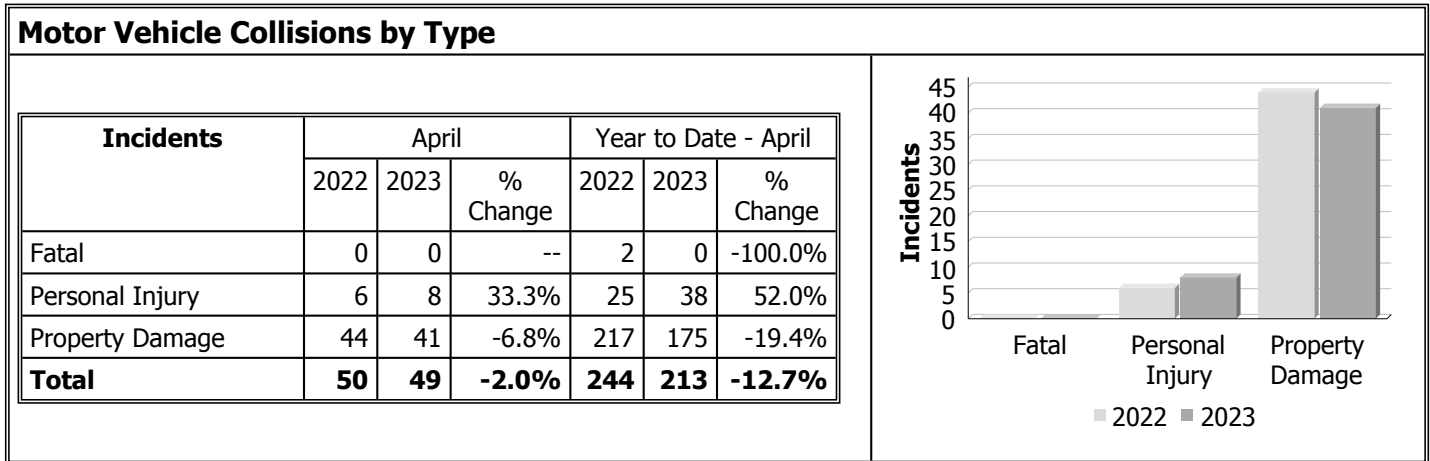 Motor Vehicle Collisions by Type
Incidents April Year to Date - April
2022 2023 % Change 2022 2023 % Change
Fatal 0 0 -- 2 0 -100.0%
Personal Injury 6 8 33.3% 25 38 52.0%
Property Damage 44 41 -6.8% 217 175 -19.4%
Total 50 49 -2.0% 244 213 -12.7%
Incidents
45
40
35
30
25
20
15
10
5
0
Fatal Personal Injury Property Damage
2022 2023